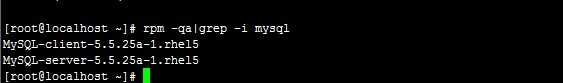 [root@localhost ~]# rpm -qa|grep -i mysql
MySQL-client-5.5.25a-1.rhel5
MySQL-server-5.5.25a-1.rhel5
[root@localhost ~]#